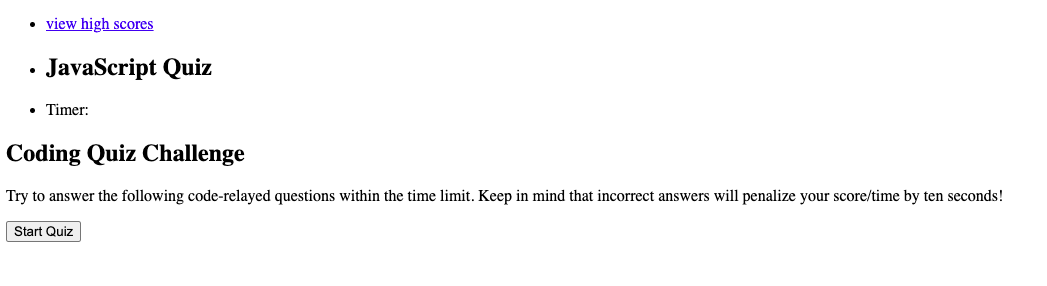 view high scores
JavaScript Quiz
Timer:
Coding Quiz Challenge
Try to answer the following code-relayed questions within the time limit. Keep in mind that incorrect answers will penalize your score/time by ten seconds!
Start Quiz